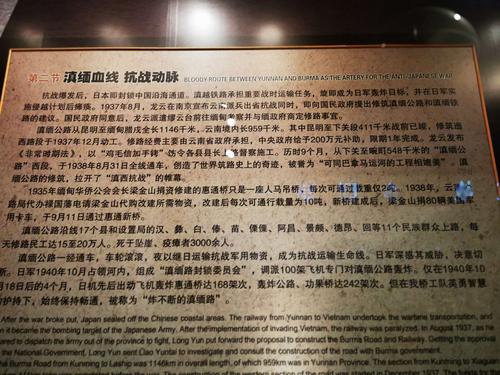 第二节 滇缅血线 抗战动脉 BLOODY ROUTE BETWEEN YUNNAN AND BURMA AS THE ARTERY FOR THE ANTI-JAPANESE WAR
抗战爆发后，日本即封锁中国沿海通道。滇越铁路承担重要战时运输任务，旋即成为日军轰炸目标，并在日军实
施侵越计划后瘫痪。1937年8月，龙云在南京宣布云南派兵出省抗战同时，即向国民政府提出修筑滇缅公路和滇缅铁
路的建议。国民政府同意后，龙云派遣缪云台前往缅甸考察并与缅政府商定修路事宜。
滇缅公路从昆明至缅甸腊戍全长1146千米，云南境内长959千米。其中昆明至下关段411千米战前已竣，修筑造
西路段于1937年12月动工。修路经费主要由云南省政府承担，中央政府给予200万元补助，限期1年完成。龙云发布
《非常时期法》，以“鸡毛信加手铐”饬令各县县长上路督察施工。历时9个月，从下关至畹町548千米的“滇缅公
路”西段，于1938年8月31日全线通车，创造了世界筑路史上的奇迹，被誉为“可同巴拿马运河的工程相媲美”。滇
缅公路的修筑，拉开了“滇西抗战”的帷幕。
1935年缅甸华侨公会会长梁金山捐资修建的惠通桥只是一座人马吊桥，每次可通过载重仅2吨。1938年，云
路局代办禄国藩电请梁金山代购改建所需物资，改建后每次可通行载量为10吨，新桥建成后，梁金山捐80辆美
用卡车，于9月11日通过惠通新桥。
滇缅公路沿线17个县和设局的汉、彝、白、傣、苗、傈僳、阿昌、景颇、德昂、回等11个民族群众上路，每
天修路民工达15至20万人。死于坠崖、疫瘴者3000余人。
滇缅公路一经通车，车轮滚滚，夜以继日运输抗战军用物资，成为抗战运输生命线。日军深感其威胁，决意切
断。日军1940年10月占领河内，组成“滇缅路封锁委员会”，调派100架飞机专门对滇缅公路轰炸。仅在1940年10
月18日后的4个月，日机先后出动飞机轰炸惠通桥达168架次，轰炸公路、功果桥达242架次。但在我桥工队英勇智慧
护持下，始终保持畅通，被称为“炸不断的滇缅路”。
After the war broke out, Japan sealed off the Chinese coastal areas. The railway from Yunnan to Vietnam undertook the wartime transportation, and
it became the bombing target of the Japanese Army. After the implementation of invading Vietnam, the railway was paralyzed. In August 1937, as he
to dispatch the army out of the province to fight, Long Yun put forward the proposal to construct the Burma Road and Railway. Getting the approval
the National Government, Long Yun sent Dao Yuntai to investigate and consult the construction of the road with Burma government.
Burma Road from Kunming to Lashio was 1146km in overall length, of which 959km was in Yunnan Province. The section from Kunming to Xiaguan